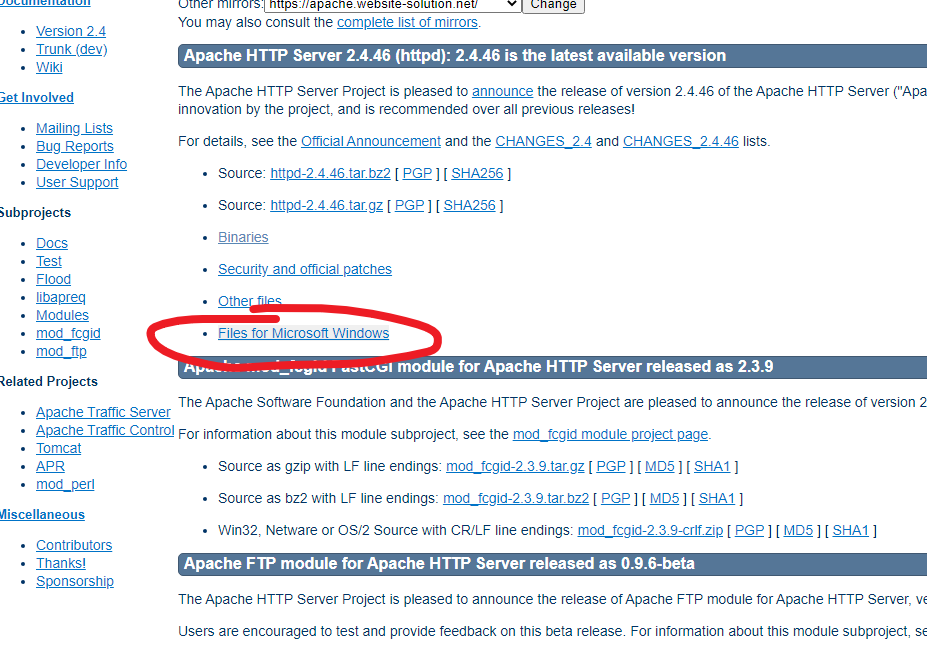 Documentation
Version 2.4
Trunk (dev)
Wiki
Get Involved
Mailing Lists
Bug Reports
Developer Info
User Support
Subprojects
Docs
Test
Flood
libapreq
Modules
mod_fcgid
mod_ftp
Related Projects
Apache Traffic Server
Apache Traffic Control
Tomcat
APR
mod_perl
Miscellaneous
Contributors
Thanks!
Sponsorship
Other mirrors: https://apache.website-solution.net/ Change
You may also consult the complete list of mirrors.
Apache HTTP Server 2.4.46 (httpd): 2.4.46 is the latest available version
The Apache HTTP Server Project is pleased to announce the release of version 2.4.46 of the Apache HTTP Server ("Apa
innovation by the project, and is recommended over all previous releases!
For details, see the Official Announcement and the CHANGES_2.4 and CHANGES_2.4.46 lists.
Source: httpd-2.4.46.tar.bz2 [ PGP ] [ SHA256 ]
Source: httpd-2.4.46.tar.gz [ PGP ] [ SHA256 ]
Binaries
Security and official patches
Other files
Files for Microsoft Windows
Apache mod_fcgid FastCGI module for Apache HTTP Server released as 2.3.9
The Apache Software Foundation and the Apache HTTP Server Project are pleased to announce the release of version 2
For information about this module subproject, see the mod_fcgid module project page.
Source as gzip with LF line endings: mod_fcgid-2.3.9.tar.gz [ PGP ] [ MD5 ] [ SHA1 ]
Source as bz2 with LF line endings: mod_fcgid-2.3.9.tar.bz2 [ PGP ] [ MD5 ] [ SHA1 ]
Win32, Netware or OS/2 Source with CR/LF line endings: mod_fcgid-2.3.9-crlf.zip [ PGP ] [ MD5 ] [ SHA1 ]
Apache FTP module for Apache HTTP Server released as 0.9.6-beta
The Apache HTTP Server Project is pleased to announce the release of Apache FTP module for Apache HTTP Server, ve
Users are encouraged to test and provide feedback on this beta release. For information about this module subproject, se